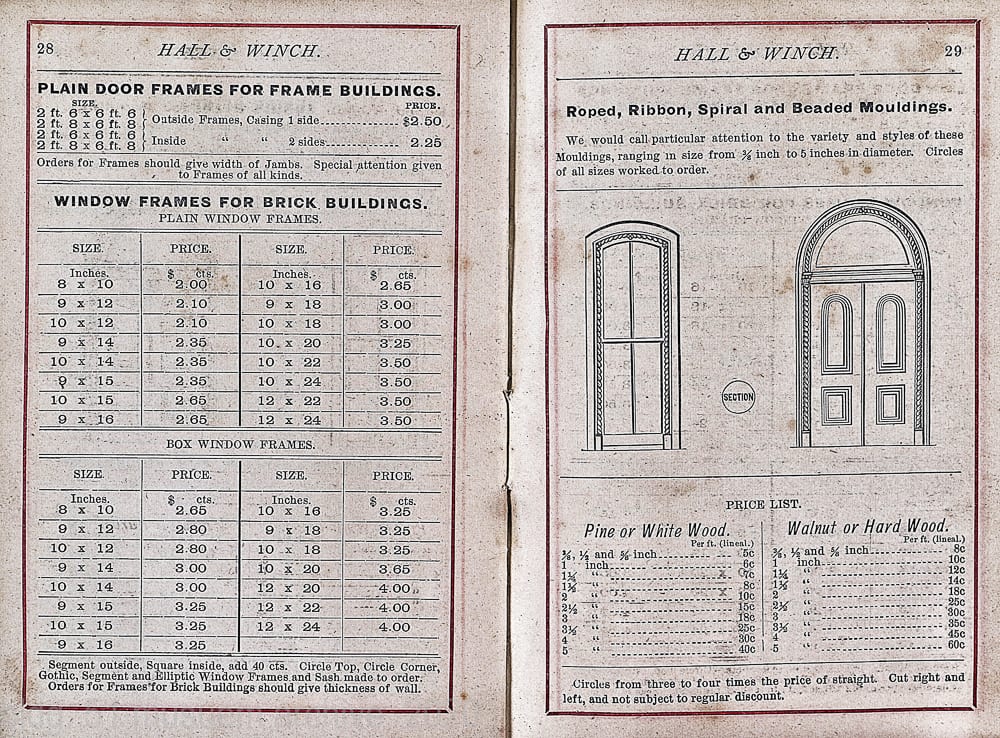 28
HALL & WINCH.
PLAIN DOOR FRAMES FOR FRAME BUILDINGS.
SIZE. PRICE.
2 ft. 6 x 6 ft. 6
2 ft. 8 x 6 ft. 8 } Outside Frames, Casing 1 side $2.50
2 ft. 6 x 6 ft. 6
2 ft. 8 x 6 ft. 8 } Inside " " 2 sides 2.25
Orders for Frames should give width of Jambs. Special attention given
to Frames of all kinds.
WINDOW FRAMES FOR BRICK BUILDINGS.
PLAIN WINDOW FRAMES.
SIZE. PRICE. SIZE. PRICE.
Inches. $ cts. Inches. $ cts.
8 x 10 2.00 10 x 16 2.65
9 x 12 2.10 9 x 18 3.00
10 x 12 2.10 10 x 18 3.00
9 x 14 2.35 10 x 20 3.25
10 x 14 2.35 10 x 22 3.50
9 x 15 2.35 10 x 24 3.50
10 x 15 2.65 12 x 22 3.50
9 x 16 2.65 12 x 24 3.50
BOX WINDOW FRAMES.
SIZE. PRICE. SIZE. PRICE.
Inches. $ cts. Inches. $ cts.
8 x 10 2.65 10 x 16 3.25
9 x 12 2.80 9 x 18 3.25
10 x 12 2.80 10 x 18 3.25
9 x 14 3.00 10 x 20 3.65
10 x 14 3.00 12 x 20 4.00
9 x 15 3.25 12 x 22 4.00
10 x 15 3.25 12 x 24 4.00
9 x 16 3.25
Segment outside, Square inside, add 40 cts. Circle Top, Circle Corner,
Gothic, Segment and Elliptic Window Frames and Sash made to order.
Orders for Frames for Brick Buildings should give thickness of wall.
HALL & WINCH.
29
Roped, Ribbon, Spiral and Beaded Mouldings.
We would call particular attention to the variety and styles of these
Mouldings, ranging in size from inch to 5 inches in diameter. Circles
of all sizes worked to order.
SECTION
PRICE LIST.
Pine or White Wood.
Per ft. (lineal.)
½ and inch 5c
1 inch 6c
" 7c
" 8c
2 " 10c
2½ " 15c
3 " 18c
3½ " 25c
4 " 30c
5 " 40c
Walnut or Hard Wood.
Per ft. (lineal.)
½ and inch 8c
1 inch 10c
" 12c
" 14c
2 " 18c
2½ " 25c
3 " 30c
3½ " 35c
4 " 45c
5 " 60c
Circles from three to four times the price of straight. Cut right and
left, and not subject to regular discount.